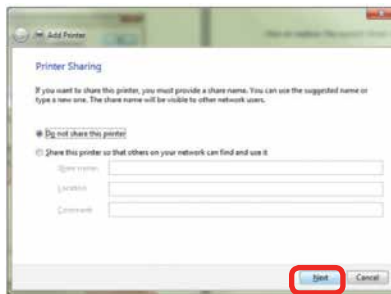 Add Printer
Printer Sharing
If you want to share this printer, you must provide a share name. You can use the suggested name or
type a new one. The share name will be visible to other network users.
Do not share this printer
Share this printer so that others on your network can find and use it
Share name:
Location:
Comment:
Next
Cancel